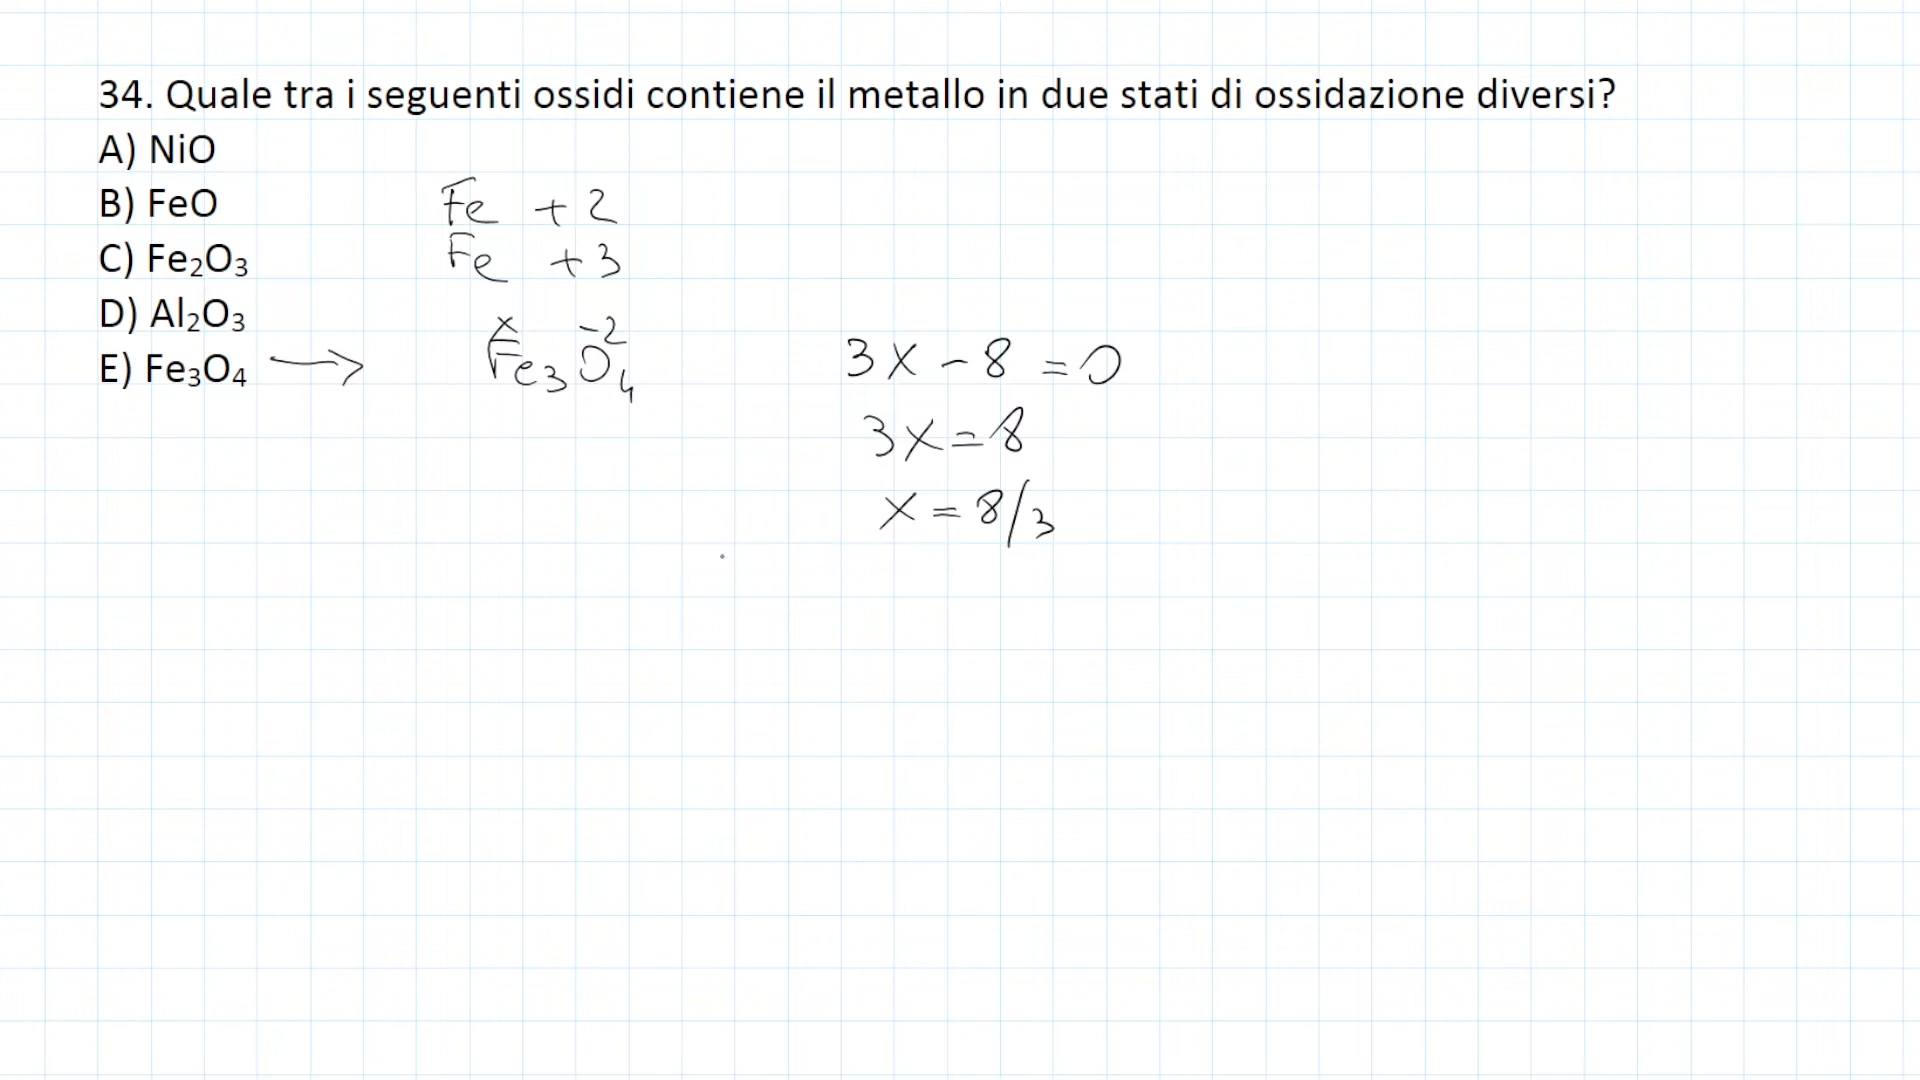 34. Quale tra i seguenti ossidi contiene il metallo in due stati di ossidazione diversi?
A) NiO
B) FeO
C) Fe₂O₃
D) Al₂O₃
E) Fe₃O₄ →
Fe +2
Fe +3
x -2
Fe₃O₄
3x - 8 = 0
3x = 8
x = 8/3